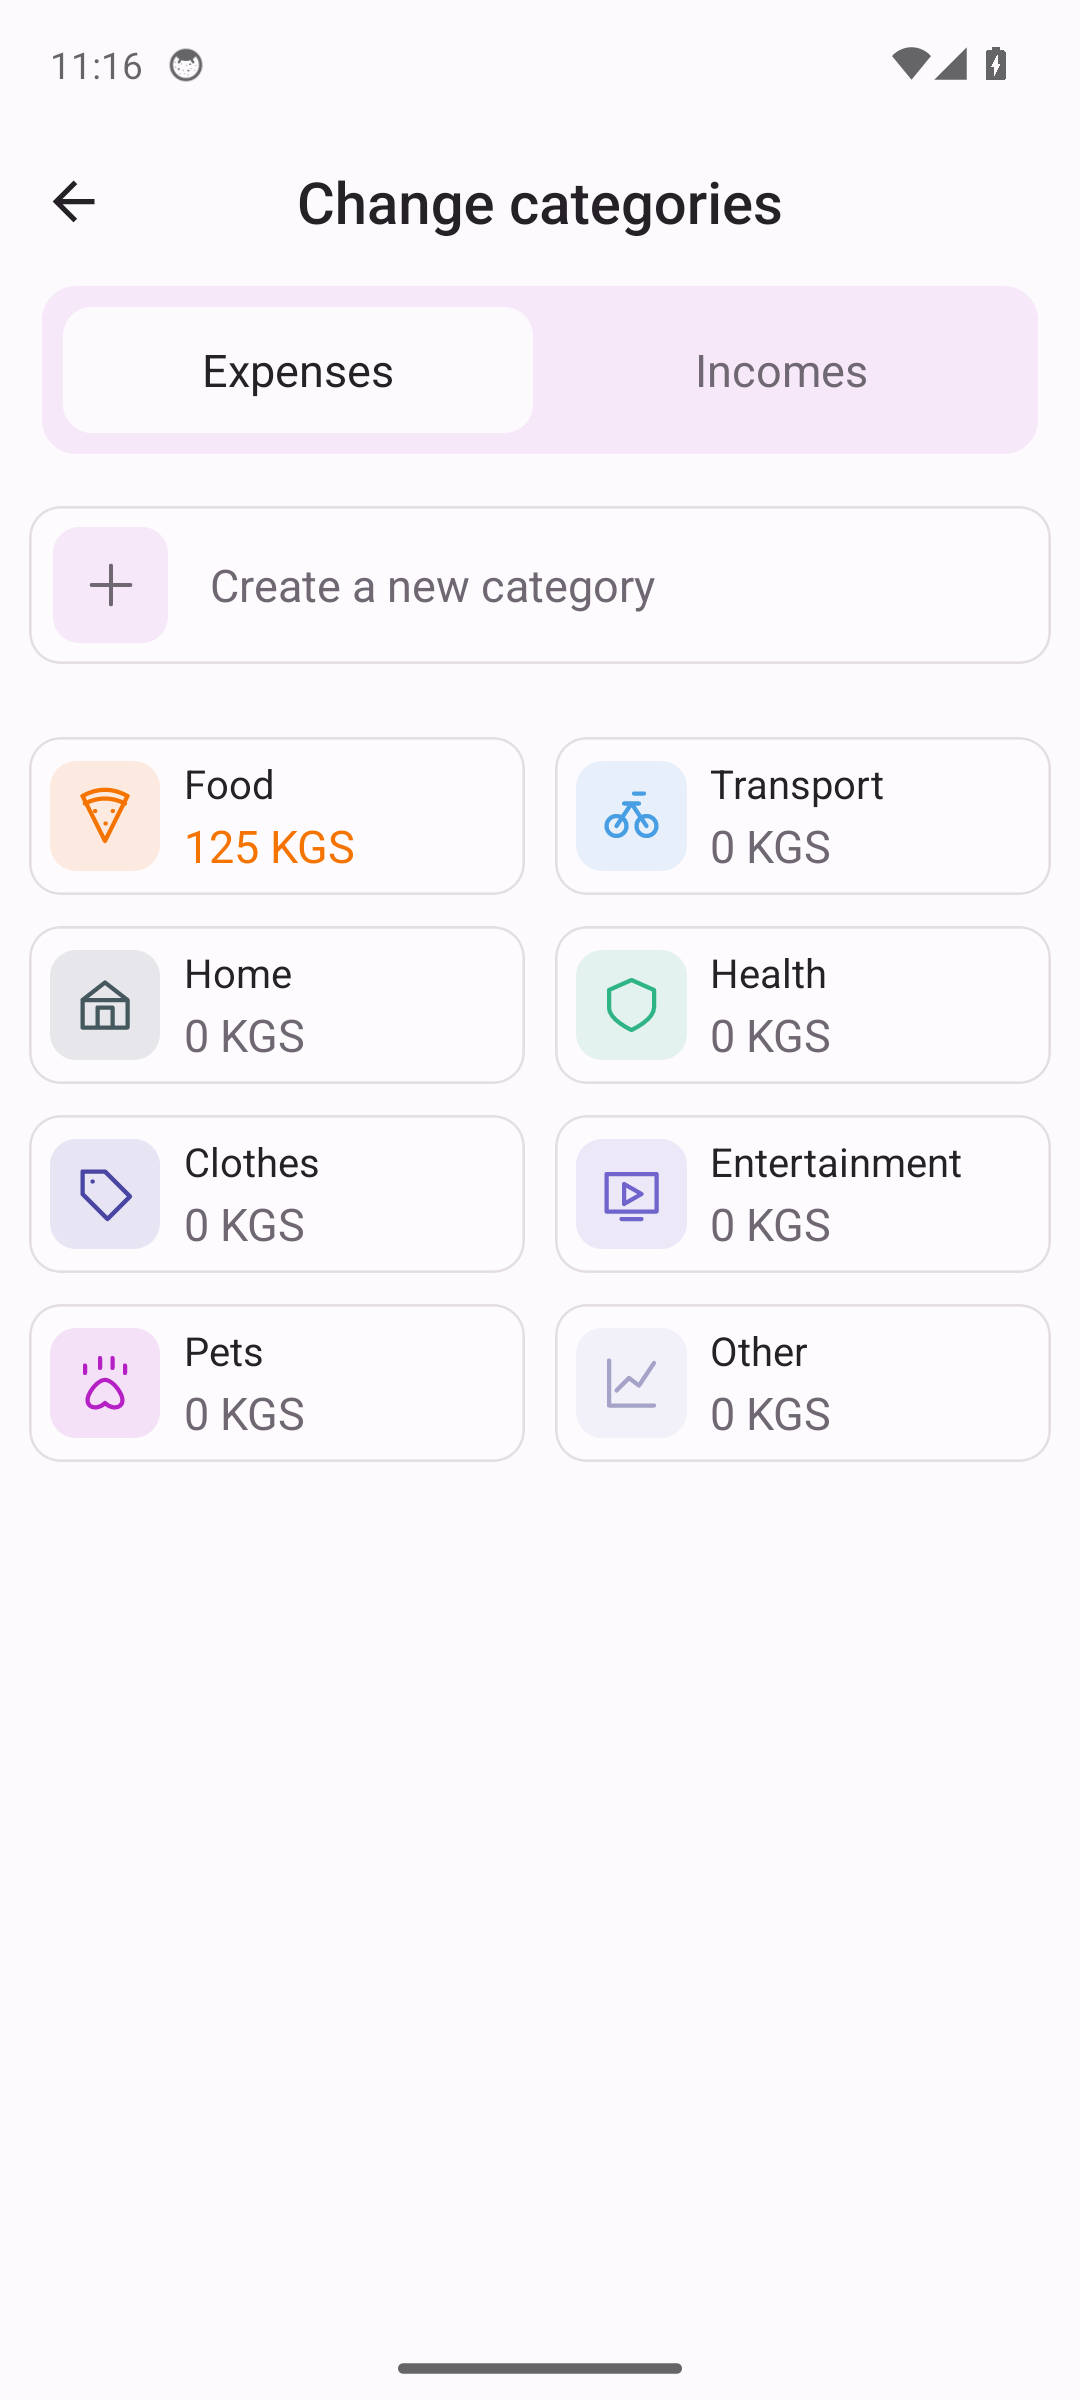 11:16
Change categories
Expenses
Incomes
Create a new category
Food
125 KGS
Transport
0 KGS
Home
0 KGS
Health
0 KGS
Clothes
0 KGS
Entertainment
0 KGS
Pets
0 KGS
Other
0 KGS